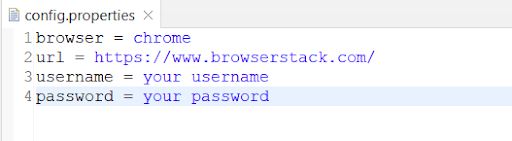 config.properties
1 browser = chrome
2 url = https://www.browserstack.com/
3 username = your username
4 password = your password